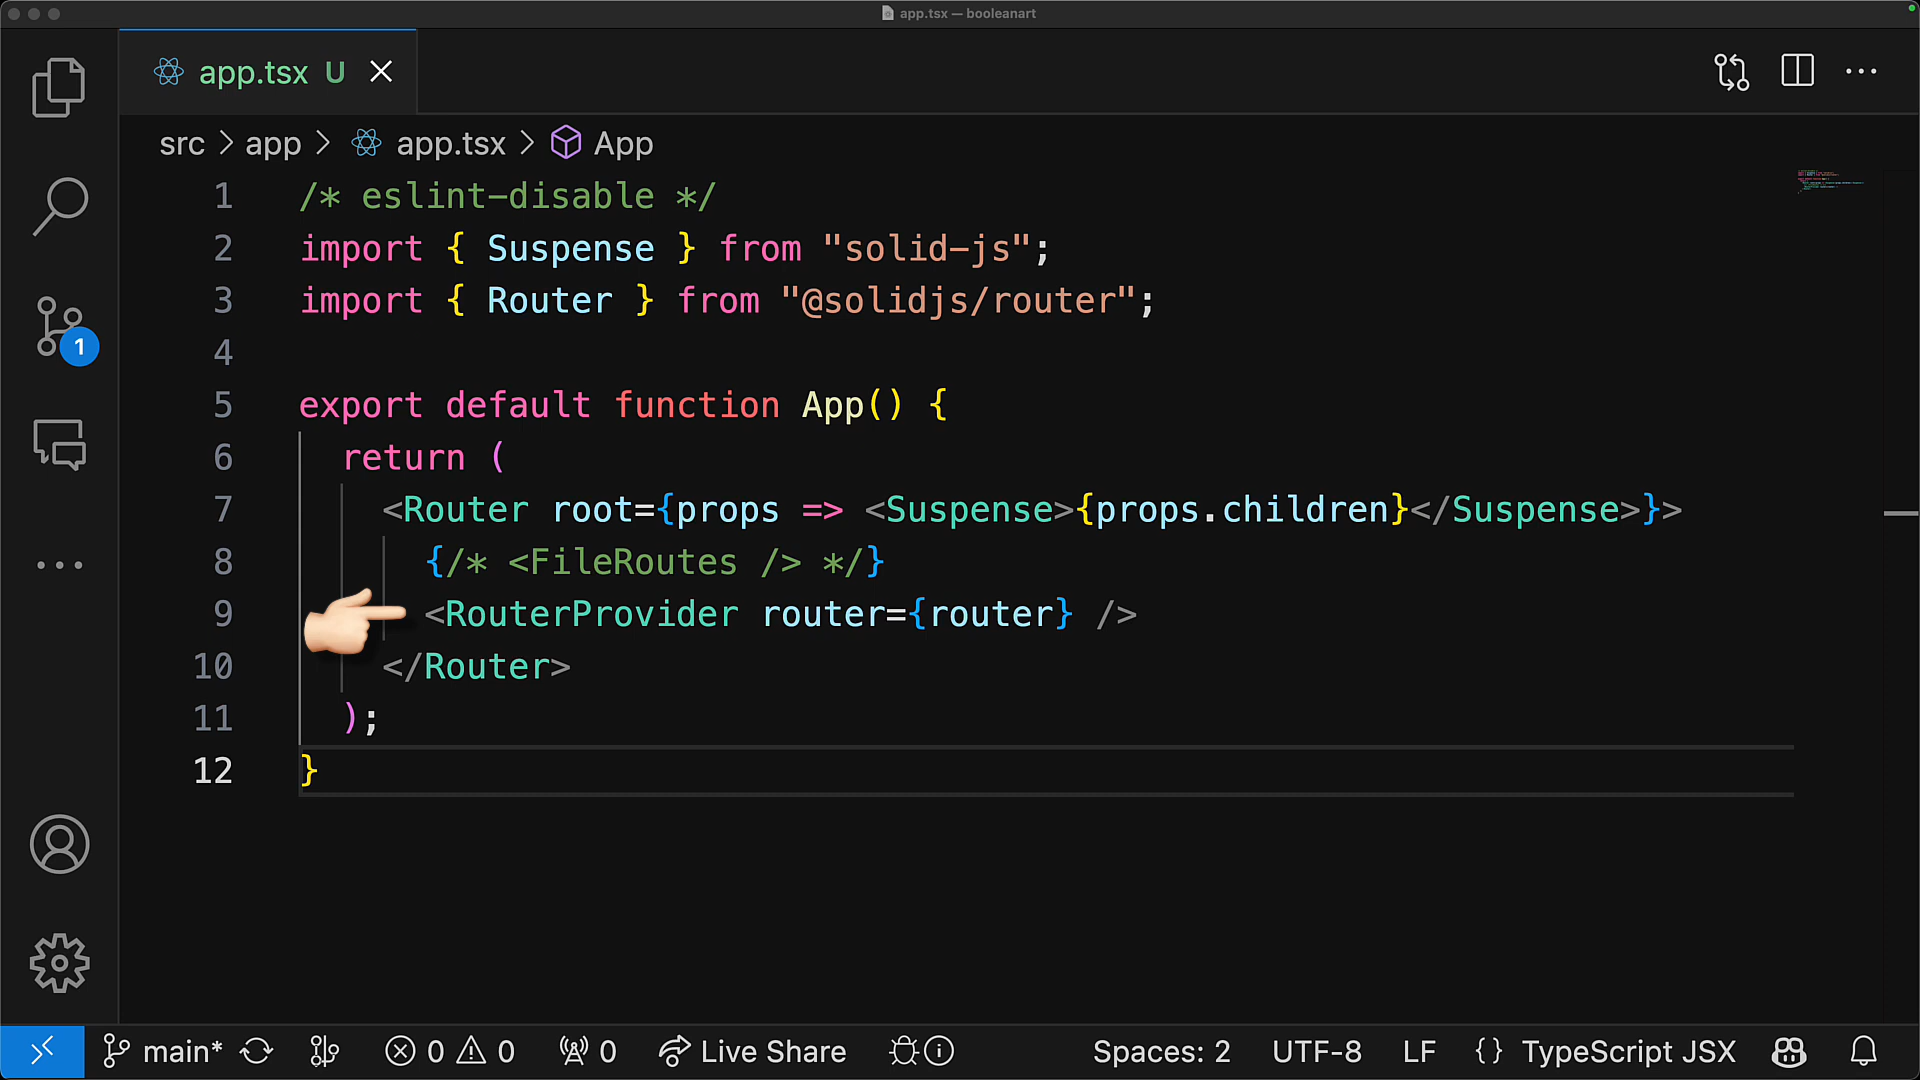 app.tsx — booleanart
app.tsx U
src > app > app.tsx > App
1 /* eslint-disable */
2 import { Suspense } from "solid-js";
3 import { Router } from "@solidjs/router";
4
5 export default function App() {
6 return (
7 <Router root={props => <Suspense>{props.children}</Suspense>}>
8 {/* <FileRoutes /> */}
9 <RouterProvider router={router} />
10 </Router>
11 );
12 }
1
main* 0 0 0 Live Share Spaces: 2 UTF-8 LF {} TypeScript JSX